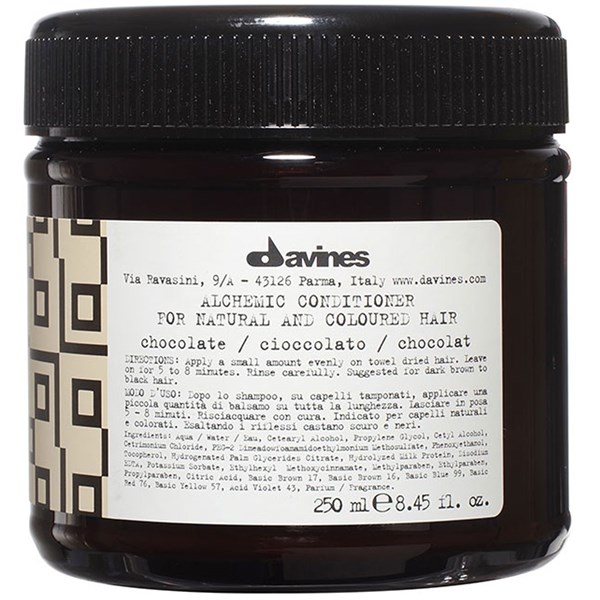 davines
Via Ravasini, 9/A - 43126 Parma, Italy www.davines.com
ALCHEMIC CONDITIONER
FOR NATURAL AND COLOURED HAIR
chocolate / cioccolato / chocolat
DIRECTIONS: Apply a small amount evenly on towel dried hair. Leave
on for 5 to 8 minutes. Rinse carefully. Suggested for dark brown to
black hair.
MODO D'USO: Dopo lo shampoo, su capelli tamponati, applicare una
piccola quantità di balsamo su tutta la lunghezza. Lasciare in posa
5 - 8 minuti. Risciacquare con cura. Indicato per capelli naturali
e colorati. Esaltando i riflessi castano scuro e neri.
Ingredients: Aqua / Water / Eau, Cetearyl Alcohol, Propylene Glycol, Cetyl Alcohol,
Cetrimonium Chloride, PEG-2 Dimeadowfoamamidoethylmonium Methosulfate, Phenoxyethanol,
Tocopherol, Hydrogenated Palm Glycerides Citrate, Hydrolyzed Milk Protein, Disodium
EDTA, Potassium Sorbate, Ethylhexyl Methoxycinnamate, Methylparaben, Ethylparaben,
Propylparaben, Citric Acid, Basic Brown 17, Basic Brown 16, Basic Blue 99, Basic
Red 76, Basic Yellow 57, Acid Violet 43, Parfum / Fragrance.
250 ml e 8.45 fl. oz.